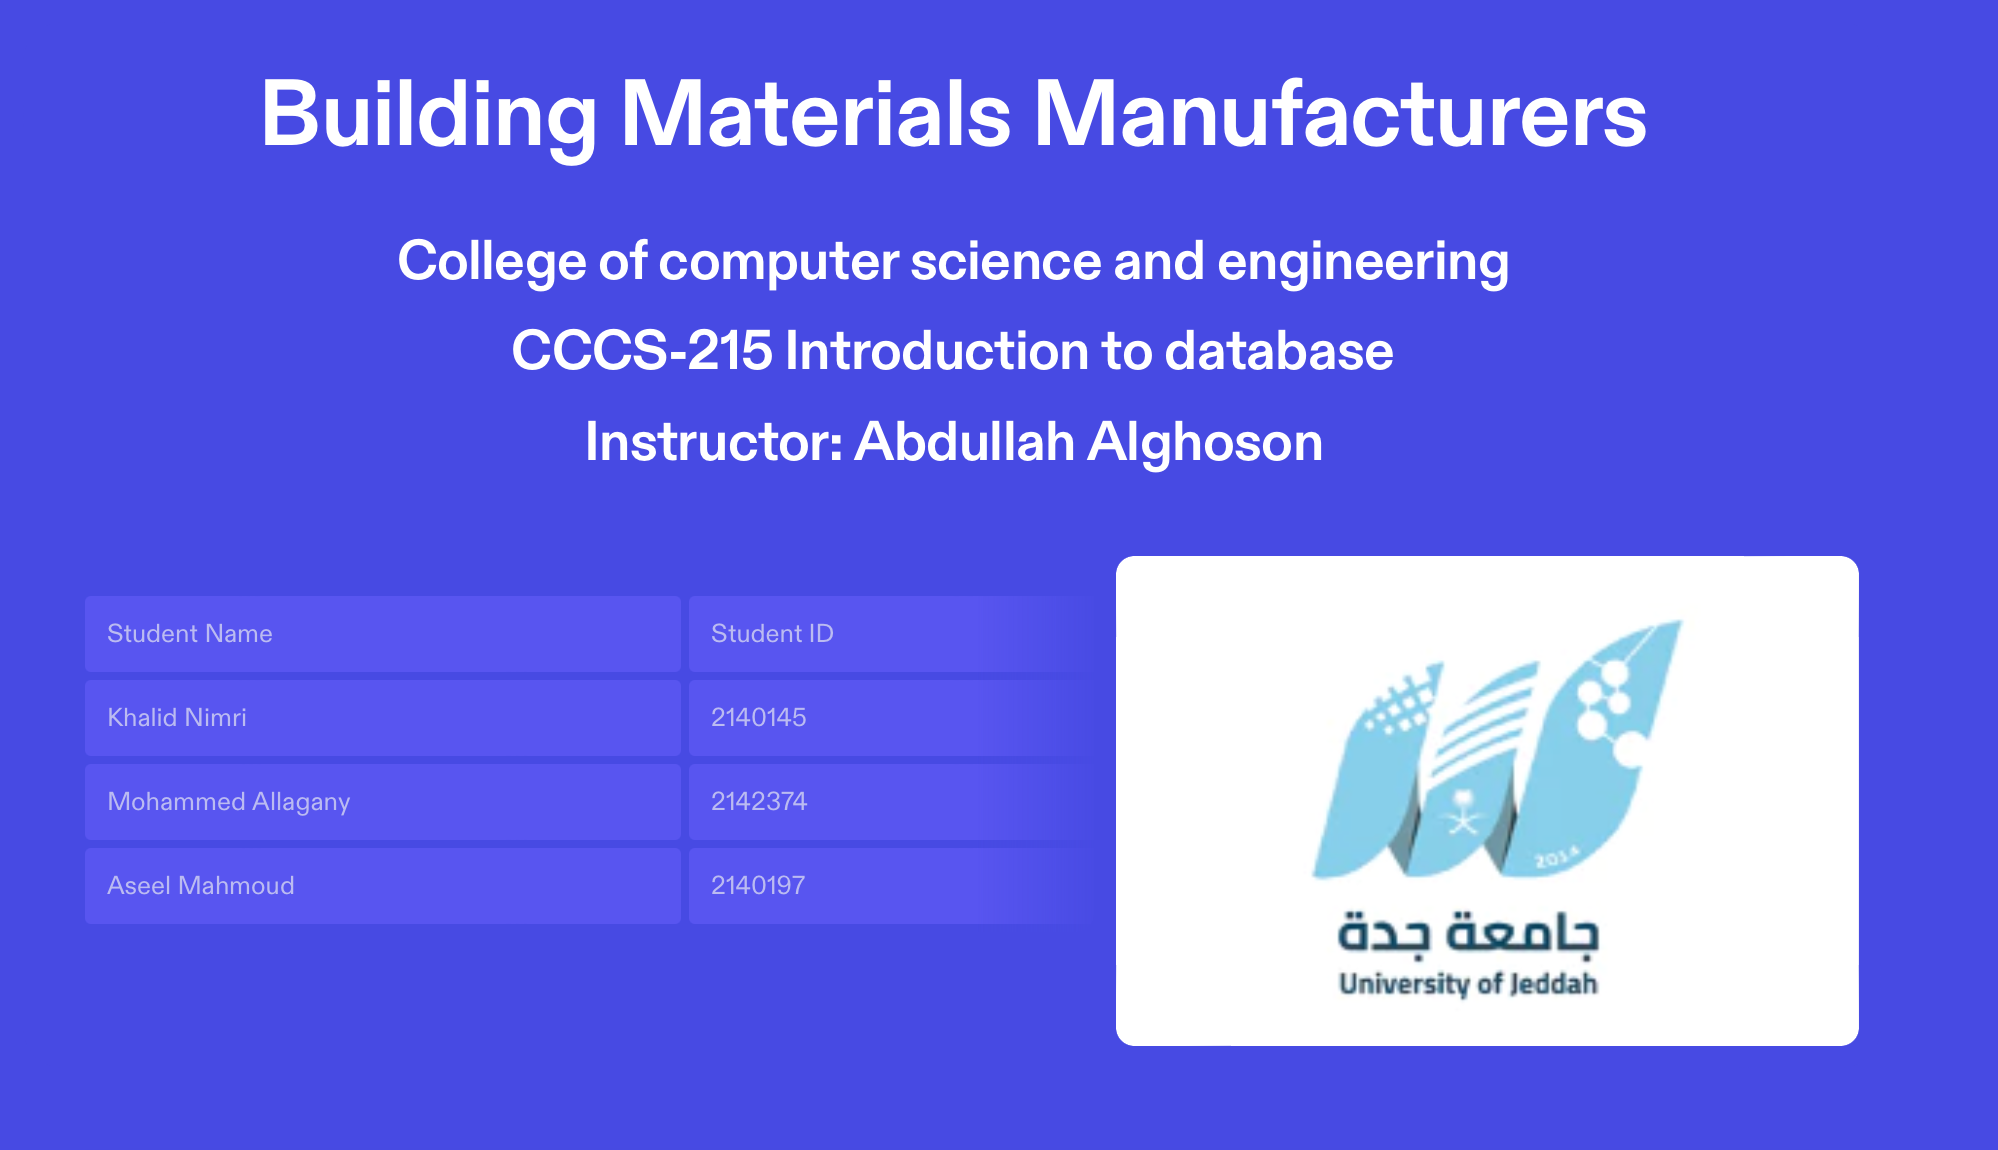 Building Materials Manufacturers
College of computer science and engineering
CCCS-215 Introduction to database
Instructor: Abdullah Alghoson
Student Name Student ID
Khalid Nimri 2140145
Mohammed Allagany 2142374
Aseel Mahmoud 2140197
2014
جامعة جدة
University of Jeddah